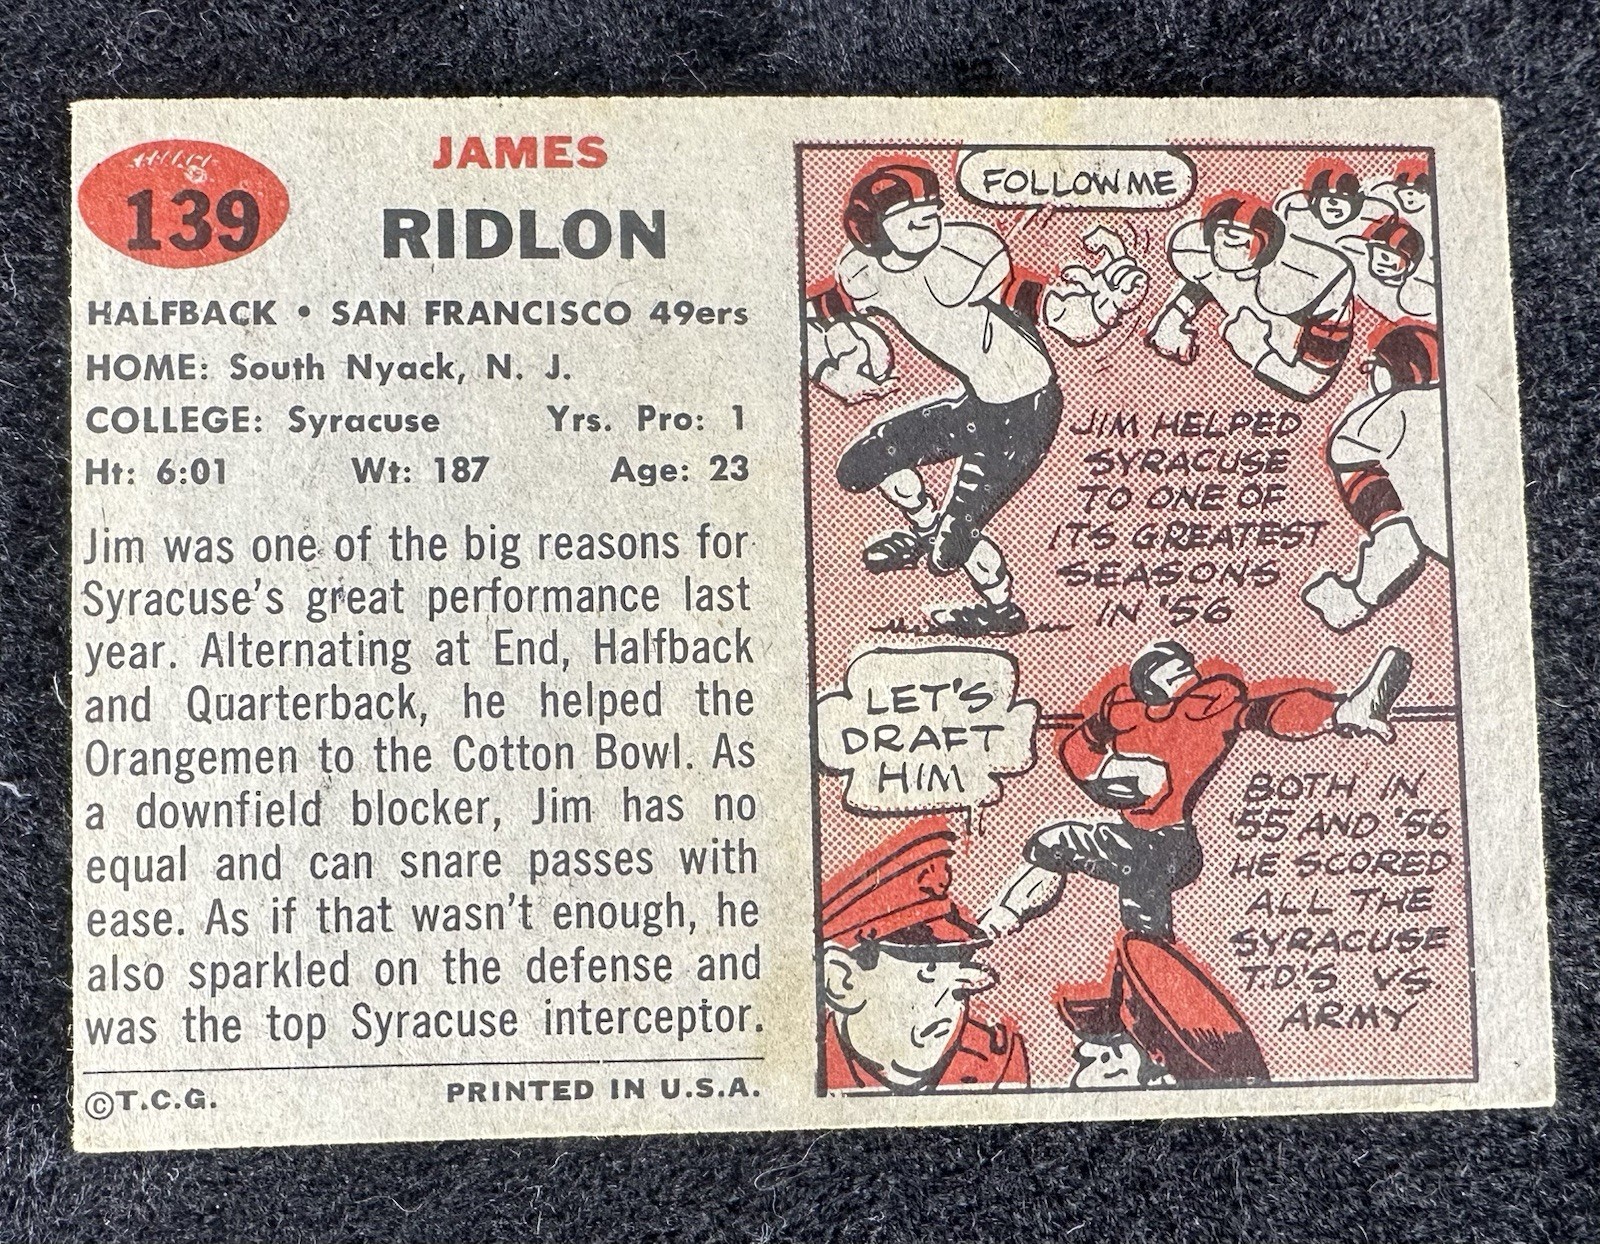 139
JAMES
RIDLON
HALFBACK • SAN FRANCISCO 49ers
HOME: South Nyack, N. J.
COLLEGE: Syracuse Yrs. Pro: 1
Ht: 6:01 Wt: 187 Age: 23
Jim was one of the big reasons for
Syracuse's great performance last
year. Alternating at End, Halfback
and Quarterback, he helped the
Orangemen to the Cotton Bowl. As
a downfield blocker, Jim has no
equal and can snare passes with
ease. As if that wasn't enough, he
also sparkled on the defense and
was the top Syracuse interceptor.
©T.C.G. PRINTED IN U.S.A.
FOLLOW ME
JIM HELPED
SYRACUSE
TO ONE OF
ITS GREATEST
SEASONS
IN '56
LET'S
DRAFT
HIM
BOTH IN
'55 AND '56
HE SCORED
ALL THE
SYRACUSE
T.D.'S VS
ARMY